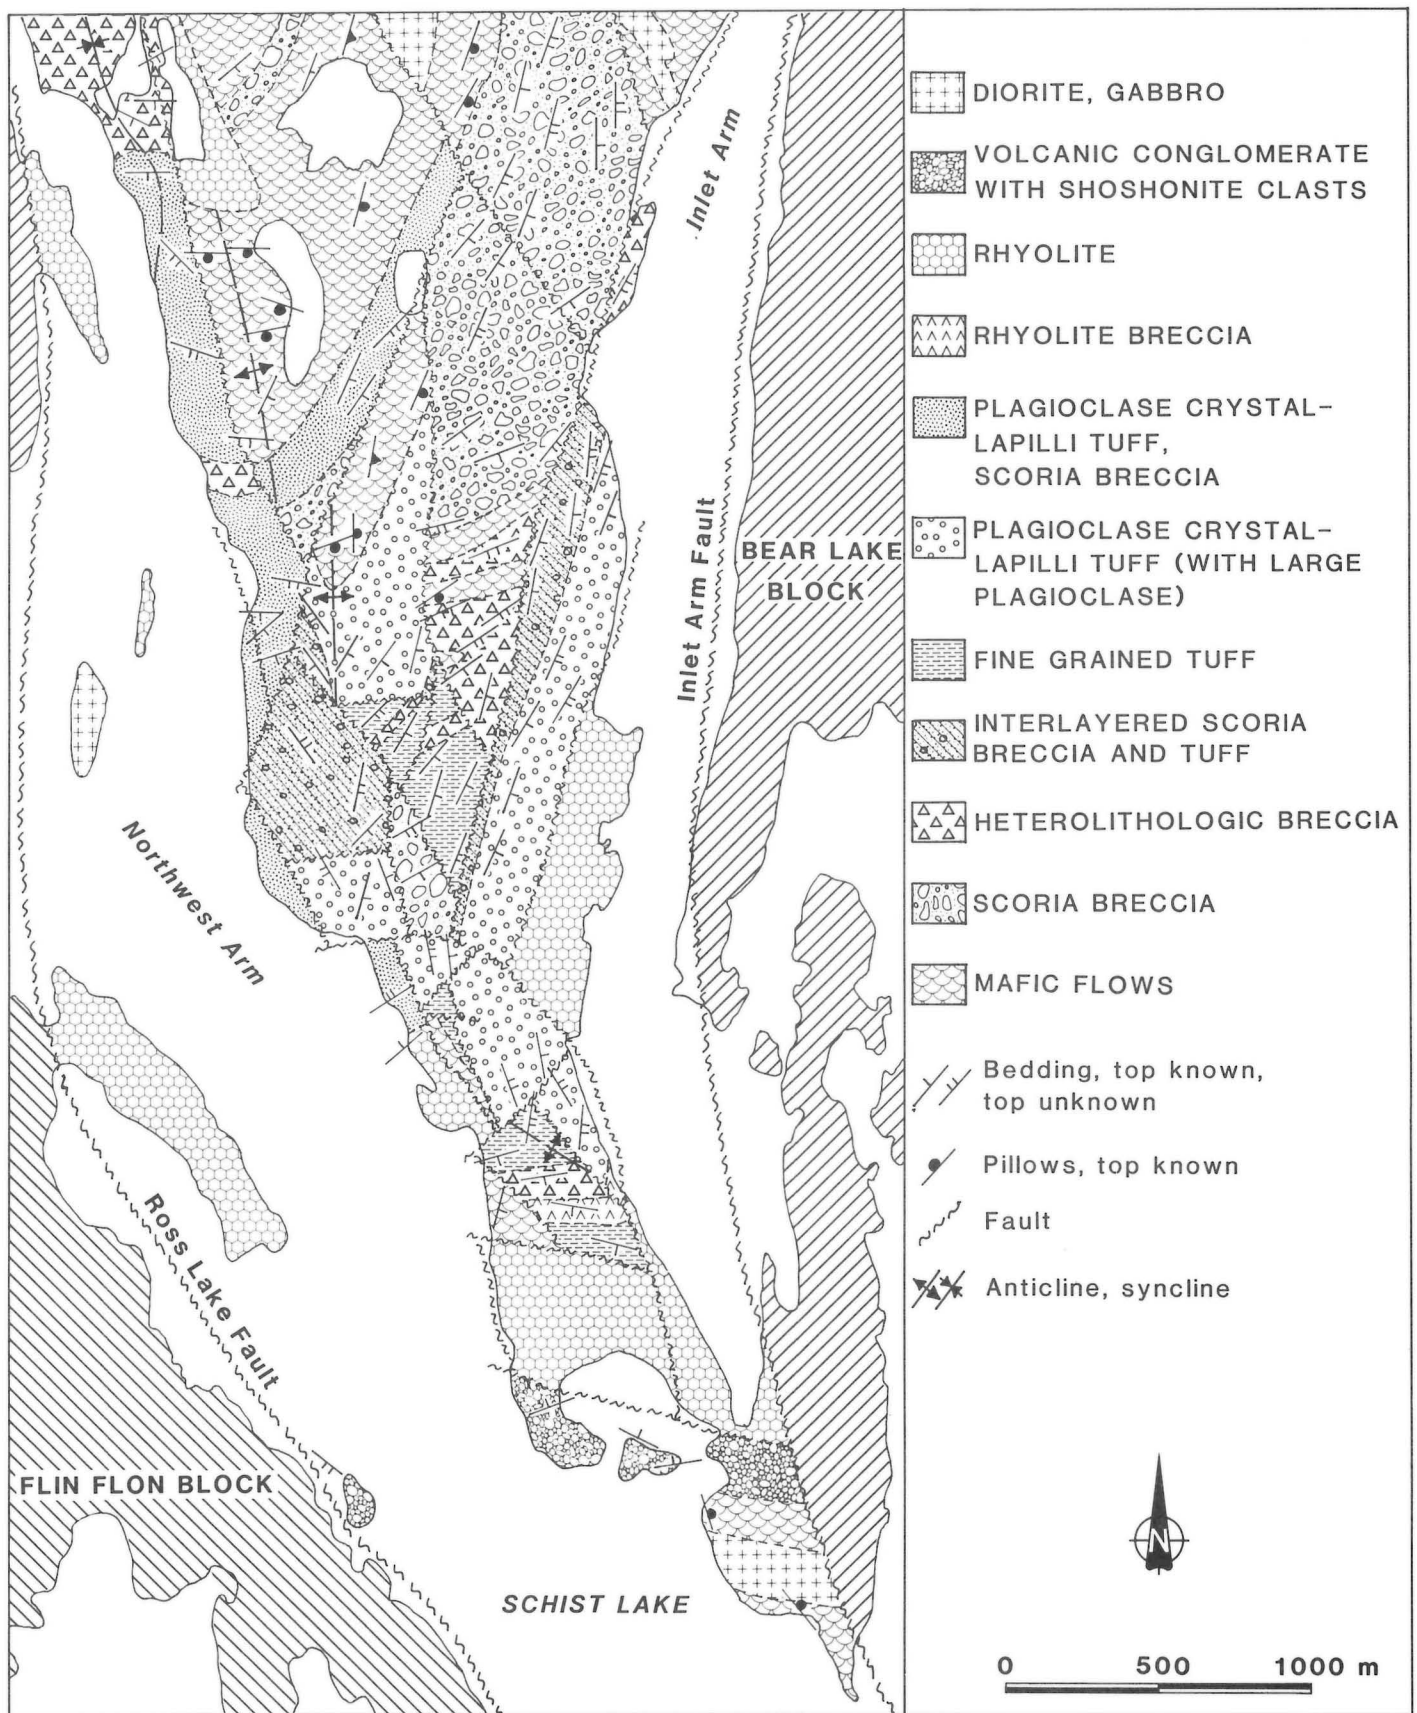 Inlet Arm
Inlet Arm Fault
BEAR LAKE
BLOCK
Northwest Arm
Ross Lake Fault
FLIN FLON BLOCK
SCHIST LAKE
DIORITE, GABBRO
VOLCANIC CONGLOMERATE
WITH SHOSHONITE CLASTS
RHYOLITE
RHYOLITE BRECCIA
PLAGIOCLASE CRYSTAL-
LAPILLI TUFF,
SCORIA BRECCIA
PLAGIOCLASE CRYSTAL-
LAPILLI TUFF (WITH LARGE
PLAGIOCLASE)
FINE GRAINED TUFF
INTERLAYERED SCORIA
BRECCIA AND TUFF
HETEROLITHOLOGIC BRECCIA
SCORIA BRECCIA
MAFIC FLOWS
Bedding, top known,
top unknown
Pillows, top known
Fault
Anticline, syncline
N
0 500 1000 m